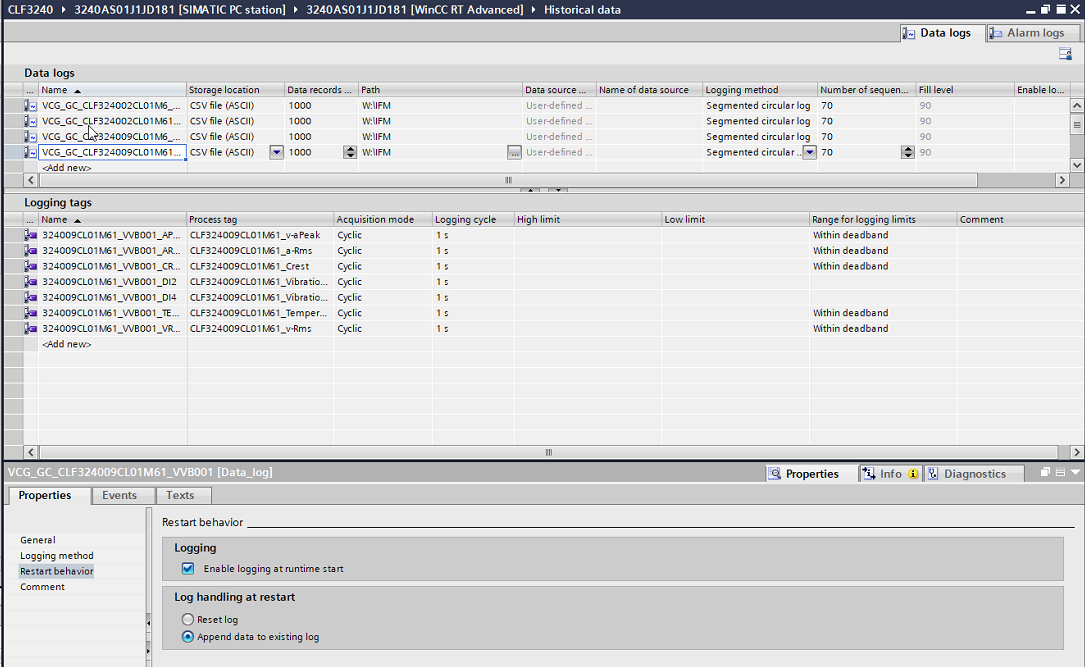 CLF3240 ▸ 3240AS01J1JD181 [SIMATIC PC station] ▸ 3240AS01J1JD181 [WinCC RT Advanced] ▸ Historical data
Data logs Alarm logs
Data logs
... Name Storage location Data records ... Path Data source ... Name of data source Logging method Number of sequen... Fill level Enable lo...
VCG_GC_CLF324002CL01M6_... CSV file (ASCII) 1000 W:\IFM User-defined ... Segmented circular log 70 90
VCG_GC_CLF324002CL01M61... CSV file (ASCII) 1000 W:\IFM User-defined ... Segmented circular log 70 90
VCG_GC_CLF324009CL01M6_... CSV file (ASCII) 1000 W:\IFM User-defined ... Segmented circular log 70 90
VCG_GC_CLF324009CL01M61... CSV file (ASCII) 1000 W:\IFM ... User-defined ... Segmented circular ... 70 90
<Add new>
Logging tags
... Name Process tag Acquisition mode Logging cycle High limit Low limit Range for logging limits Comment
324009CL01M61_VVB001_AP... CLF324009CL01M61_v-aPeak Cyclic 1 s Within deadband
324009CL01M61_VVB001_AR... CLF324009CL01M61_a-Rms Cyclic 1 s Within deadband
324009CL01M61_VVB001_CR... CLF324009CL01M61_Crest Cyclic 1 s Within deadband
324009CL01M61_VVB001_DI2 CLF324009CL01M61_Vibratio... Cyclic 1 s
324009CL01M61_VVB001_DI4 CLF324009CL01M61_Vibratio... Cyclic 1 s
324009CL01M61_VVB001_TE... CLF324009CL01M61_Temper... Cyclic 1 s Within deadband
324009CL01M61_VVB001_VR... CLF324009CL01M61_v-Rms Cyclic 1 s Within deadband
<Add new>
VCG_GC_CLF324009CL01M61_VVB001 [Data_log] Properties Info Diagnostics
Properties Events Texts
General
Logging method
Restart behavior
Comment
Restart behavior
Logging
Enable logging at runtime start
Log handling at restart
Reset log
Append data to existing log